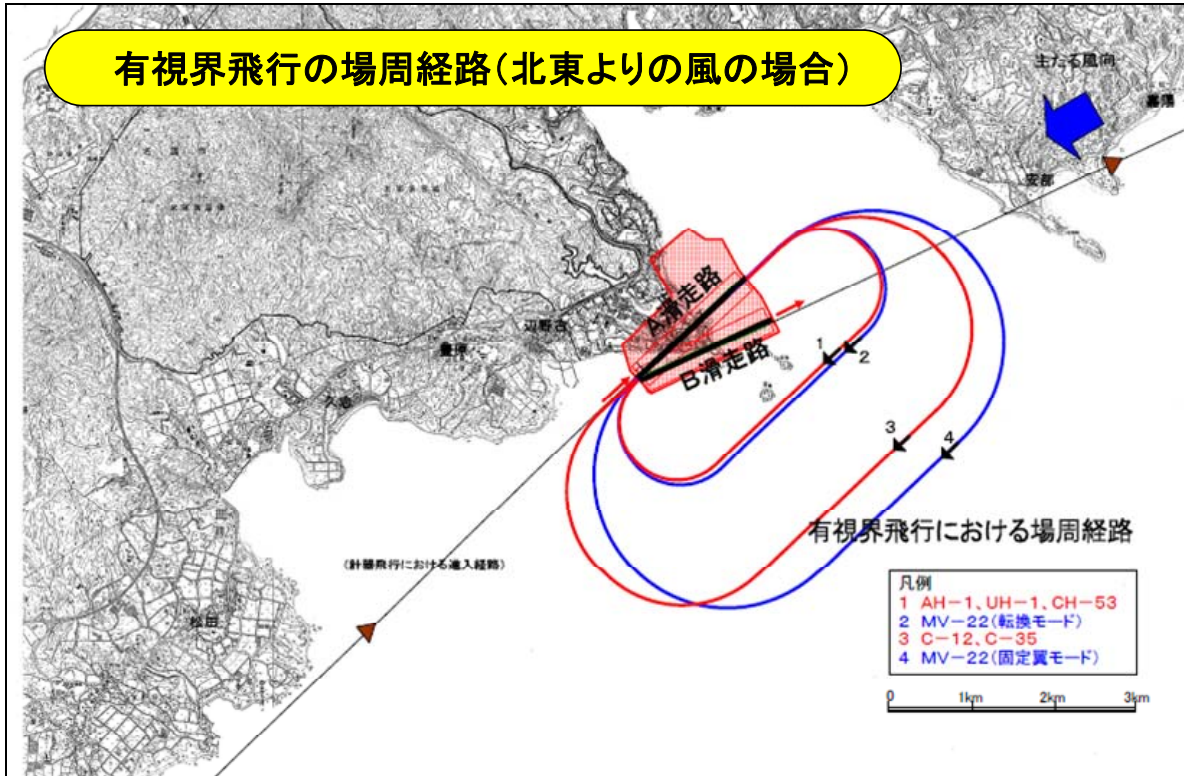 有視界飛行の場周経路(北東よりの風の場合)
主たる風向
嘉陽
安部
A滑走路
辺野古
豊原
B滑走路
久志
1
2
3
4
有視界飛行における場周経路
(計器飛行における進入経路)
松田
凡例
1 AH-1、UH-1、CH-53
2 MV-22(転換モード)
3 C-12、C-35
4 MV-22(固定翼モード)
0 1km 2km 3km